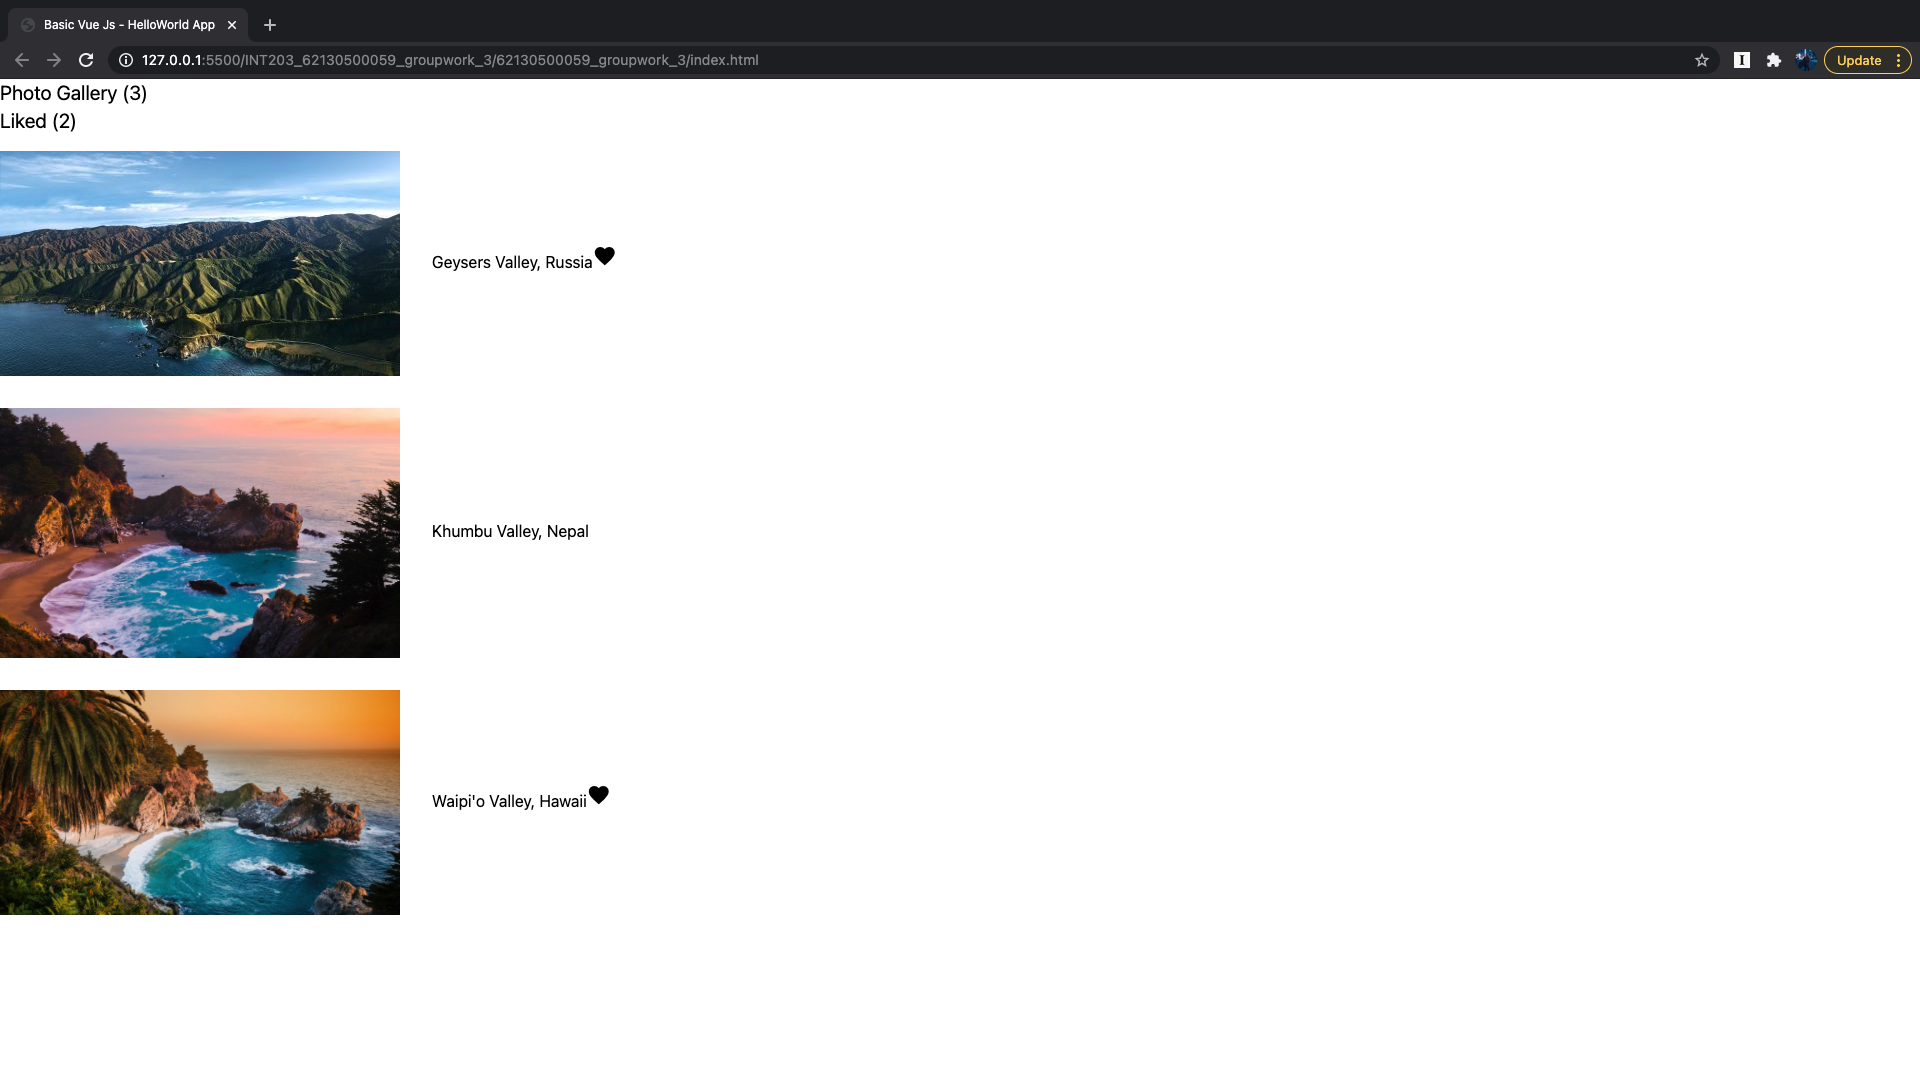 Basic Vue Js - HelloWorld App
127.0.0.1:5500/INT203_62130500059_groupwork_3/62130500059_groupwork_3/index.html
Update
Photo Gallery (3)
Liked (2)
Geysers Valley, Russia
Khumbu Valley, Nepal
Waipi'o Valley, Hawaii